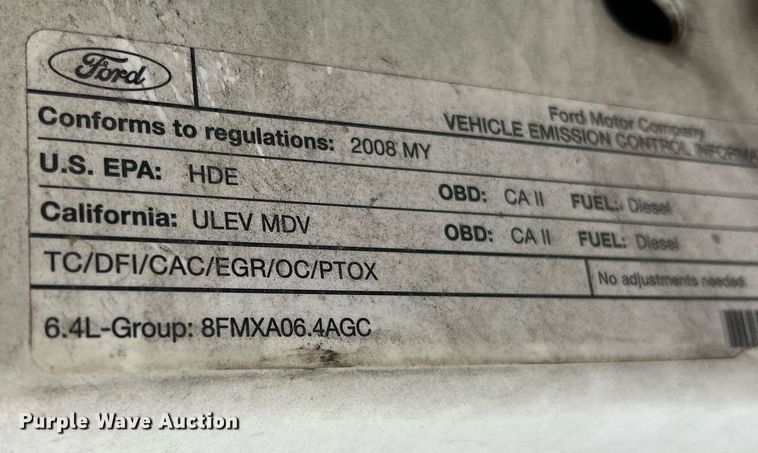 Ford
Ford Motor Company
VEHICLE EMISSION CONTROL
Conforms to regulations: 2008 MY
U.S. EPA: HDE OBD: CA II FUEL: Diesel
California: ULEV MDV OBD: CA II FUEL: Diesel
TC/DFI/CAC/EGR/OC/PTOX No adjustments needed.
6.4L-Group: 8FMXA06.4AGC
Purple Wave Auction